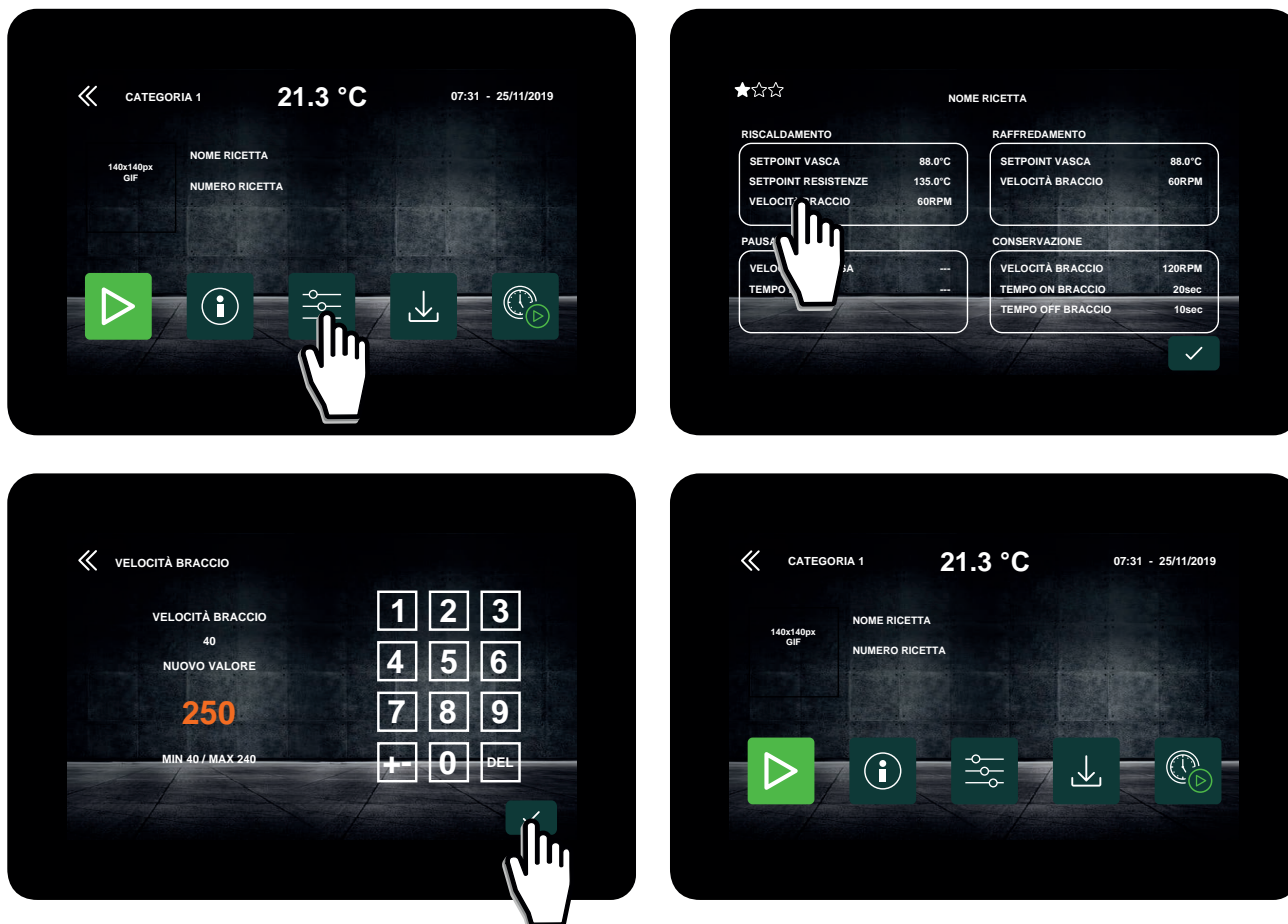 CATEGORIA 1 21.3 °C 07:31 - 25/11/2019
140x140px
GIF
NOME RICETTA
NUMERO RICETTA
NOME RICETTA
RISCALDAMENTO
SETPOINT VASCA 88.0°C
SETPOINT RESISTENZE 135.0°C
VELOCITÀ BRACCIO 60RPM
RAFFREDAMENTO
SETPOINT VASCA 88.0°C
VELOCITÀ BRACCIO 60RPM
PAUSA
---
TEMPO ---
CONSERVAZIONE
VELOCITÀ BRACCIO 120RPM
TEMPO ON BRACCIO 20sec
TEMPO OFF BRACCIO 10sec
VELOCITÀ BRACCIO
VELOCITÀ BRACCIO
40
NUOVO VALORE
250
MIN 40 / MAX 240
1 2 3
4 5 6
7 8 9
+- 0 DEL
CATEGORIA 1 21.3 °C 07:31 - 25/11/2019
140x140px
GIF
NOME RICETTA
NUMERO RICETTA